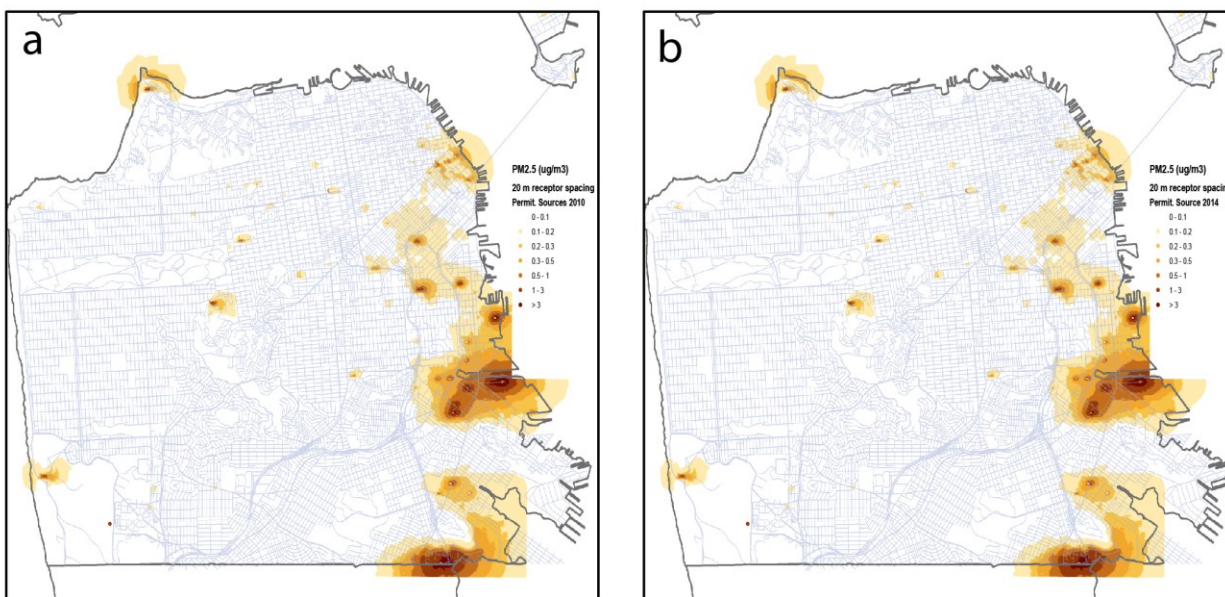 a
PM2.5 (ug/m3)
20 m receptor spacing
Permit. Sources 2010
0 - 0.1
0.1 - 0.2
0.2 - 0.3
0.3 - 0.5
0.5 - 1
1 - 3
> 3
b
PM2.5 (ug/m3)
20 m receptor spacing
Permit. Source 2014
0 - 0.1
0.1 - 0.2
0.2 - 0.3
0.3 - 0.5
0.5 - 1
1 - 3
> 3